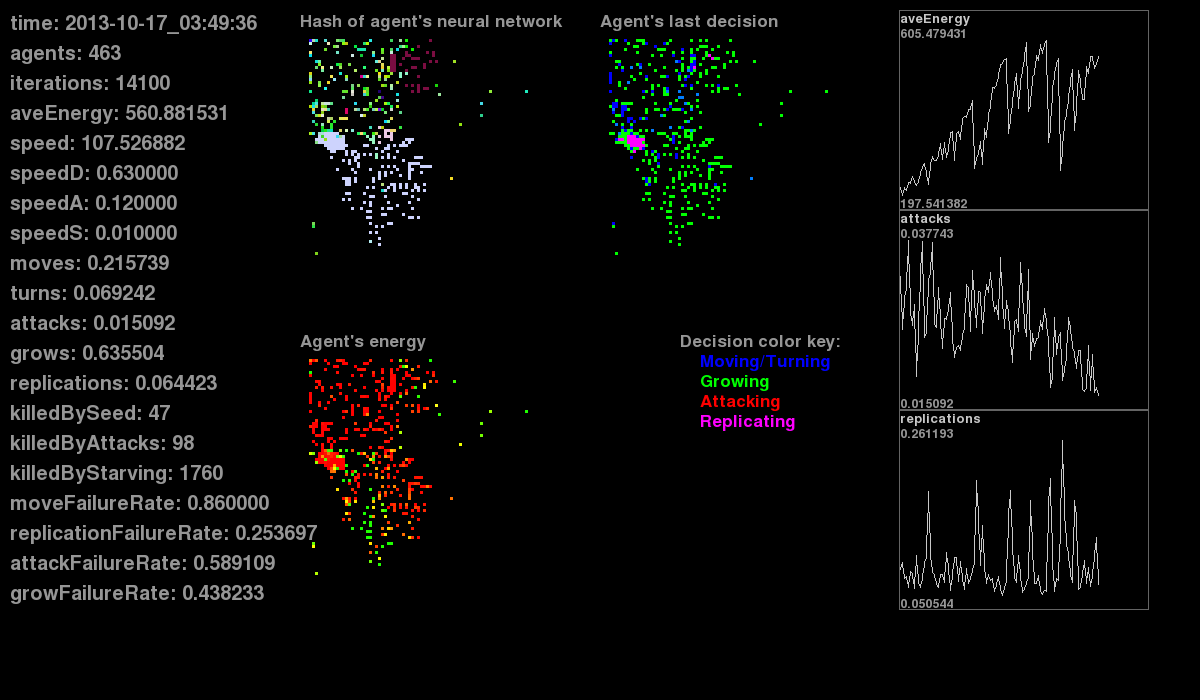 time: 2013-10-17_03:49:36
agents: 463
iterations: 14100
aveEnergy: 560.881531
speed: 107.526882
speedD: 0.630000
speedA: 0.120000
speedS: 0.010000
moves: 0.215739
turns: 0.069242
attacks: 0.015092
grows: 0.635504
replications: 0.064423
killedBySeed: 47
killedByAttacks: 98
killedByStarving: 1760
moveFailureRate: 0.860000
replicationFailureRate: 0.253697
attackFailureRate: 0.589109
growFailureRate: 0.438233
Hash of agent's neural network
Agent's last decision
Agent's energy
Decision color key:
Moving/Turning
Growing
Attacking
Replicating
aveEnergy
605.479431
197.541382
attacks
0.037743
0.015092
replications
0.261193
0.050544